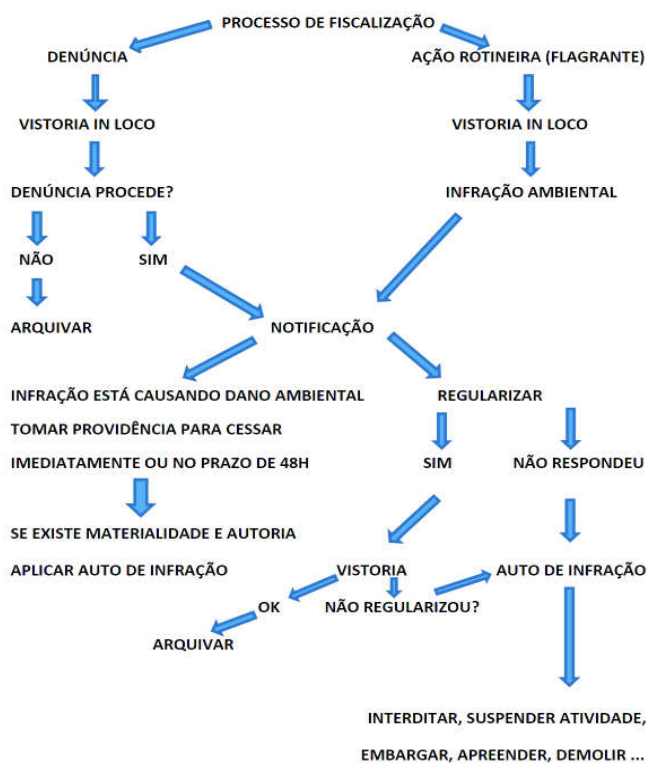 PROCESSO DE FISCALIZAÇÃO
DENÚNCIA
AÇÃO ROTINEIRA (FLAGRANTE)
VISTORIA IN LOCO
VISTORIA IN LOCO
DENÚNCIA PROCEDE?
INFRAÇÃO AMBIENTAL
NÃO
SIM
ARQUIVAR
NOTIFICAÇÃO
INFRAÇÃO ESTÁ CAUSANDO DANO AMBIENTAL
REGULARIZAR
TOMAR PROVIDÊNCIA PARA CESSAR
IMEDIATAMENTE OU NO PRAZO DE 48H
SIM
NÃO RESPONDEU
SE EXISTE MATERIALIDADE E AUTORIA
APLICAR AUTO DE INFRAÇÃO
VISTORIA
AUTO DE INFRAÇÃO
OK
NÃO REGULARIZOU?
ARQUIVAR
INTERDITAR, SUSPENDER ATIVIDADE,
EMBARGAR, APREENDER, DEMOLIR ...